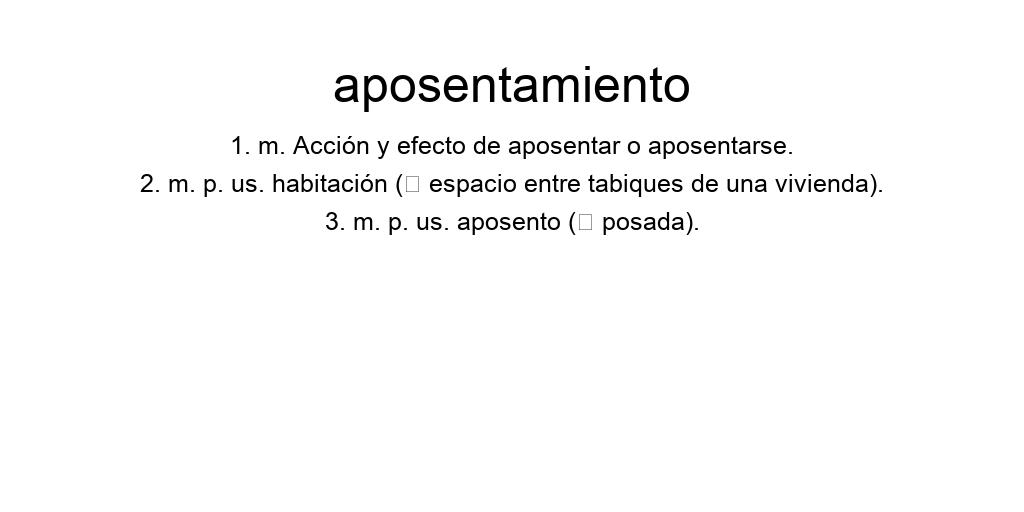 aposentamiento
1. m. Acción y efecto de aposentar o aposentarse.
2. m. p. us. habitación (□ espacio entre tabiques de una vivienda).
3. m. p. us. aposento (□ posada).